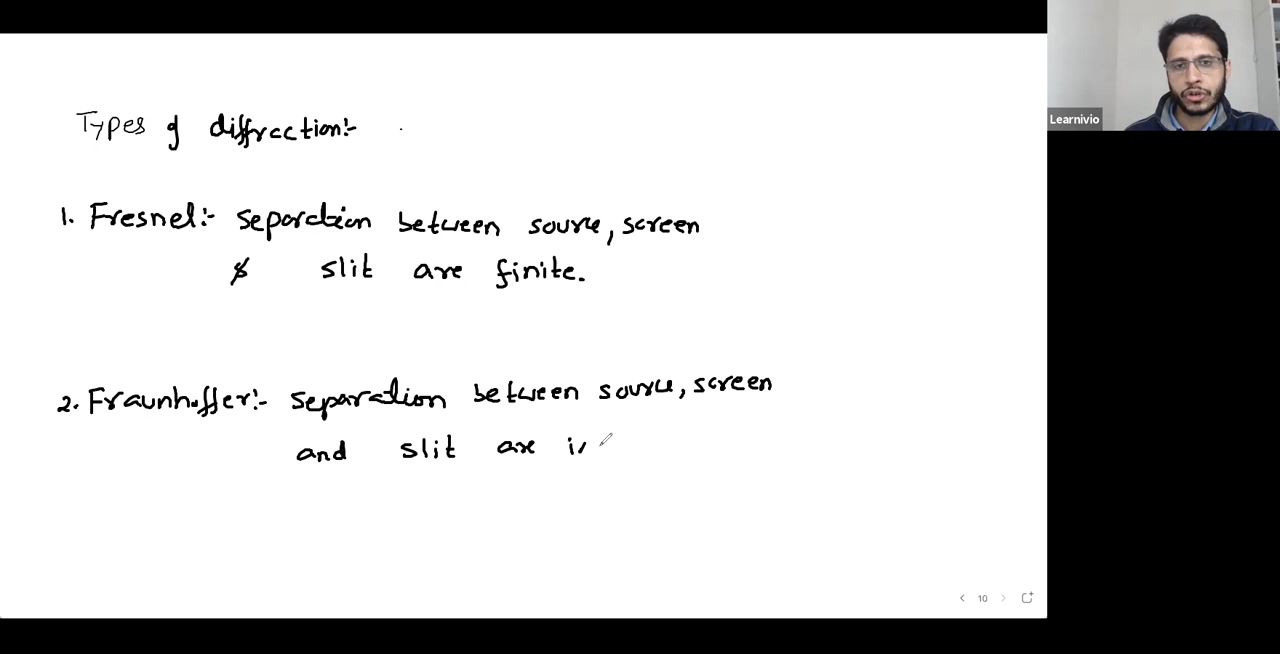 Types of diffraction:-
1. Fresnel:- separation between source, screen
& slit are finite.
2. Fraunhoffer:- separation between source, screen
and slit are in
10
Learnivio